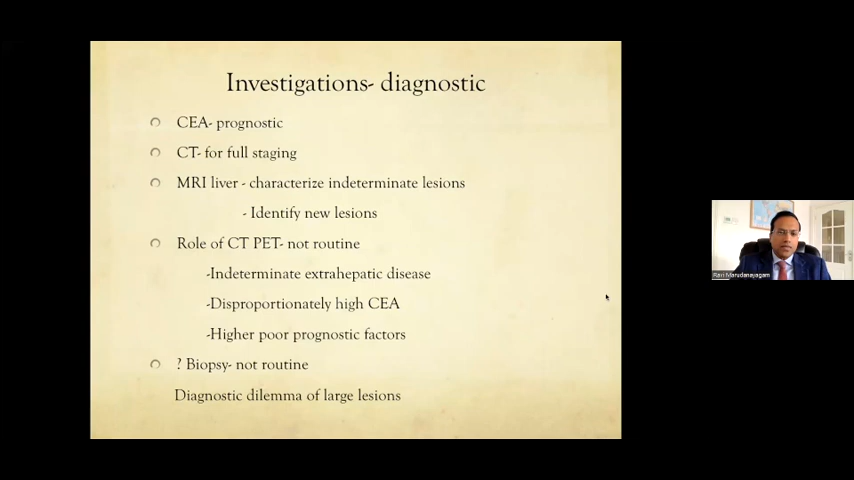 Investigations- diagnostic
CEA- prognostic
CT- for full staging
MRI liver - characterize indeterminate lesions
- Identify new lesions
Role of CT PET- not routine
-Indeterminate extrahepatic disease
-Disproportionately high CEA
-Higher poor prognostic factors
? Biopsy- not routine
Diagnostic dilemma of large lesions
Ravi Marudanayagam